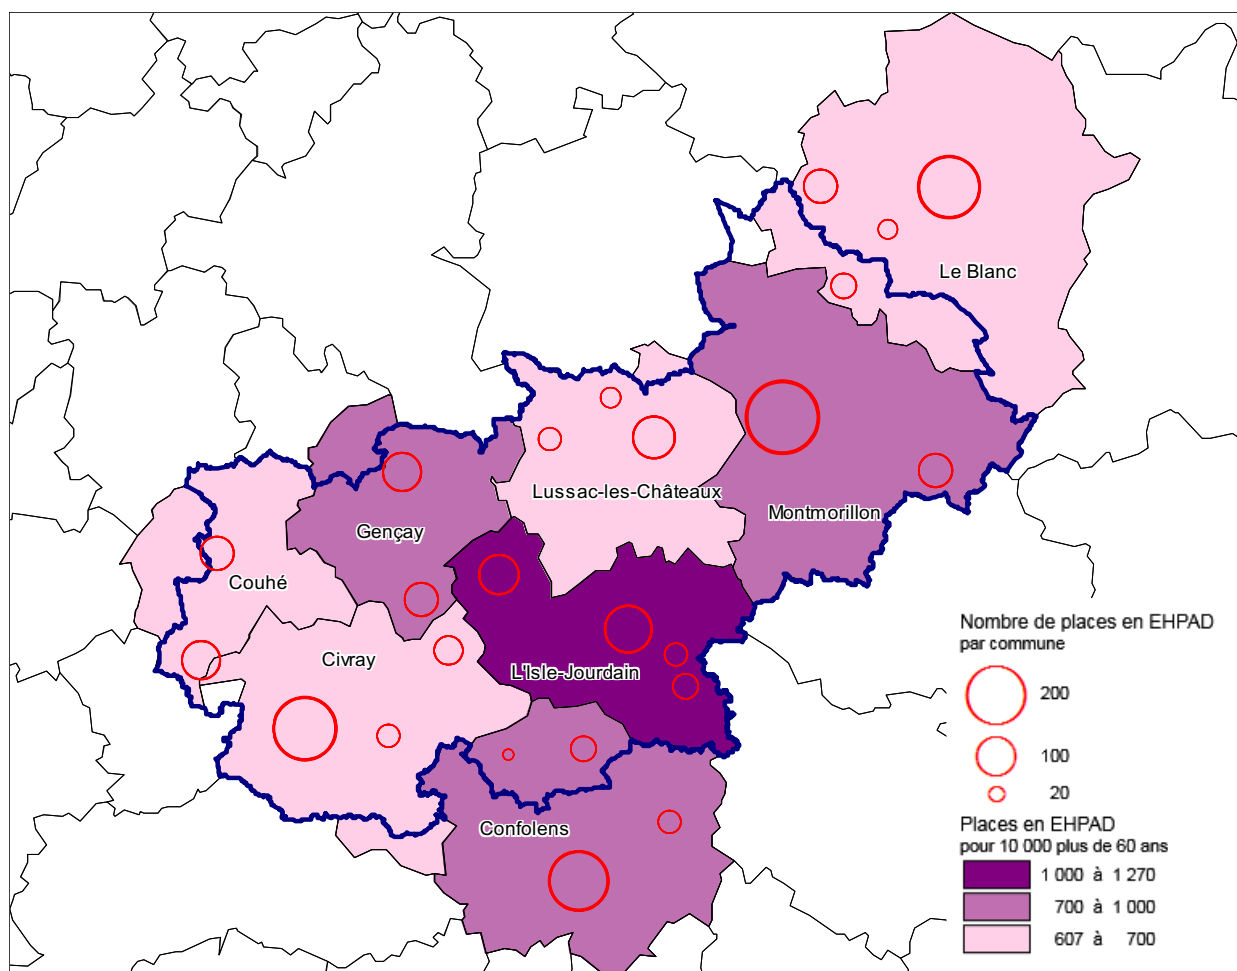 Le Blanc
Lussac-les-Châteaux
Montmorillon
Gençay
Couhé
Civray
L'Isle-Jourdain
Confolens
Nombre de places en EHPAD
par commune
200
100
20
Places en EHPAD
pour 10 000 plus de 60 ans
1 000 à 1 270
700 à 1 000
607 à 700